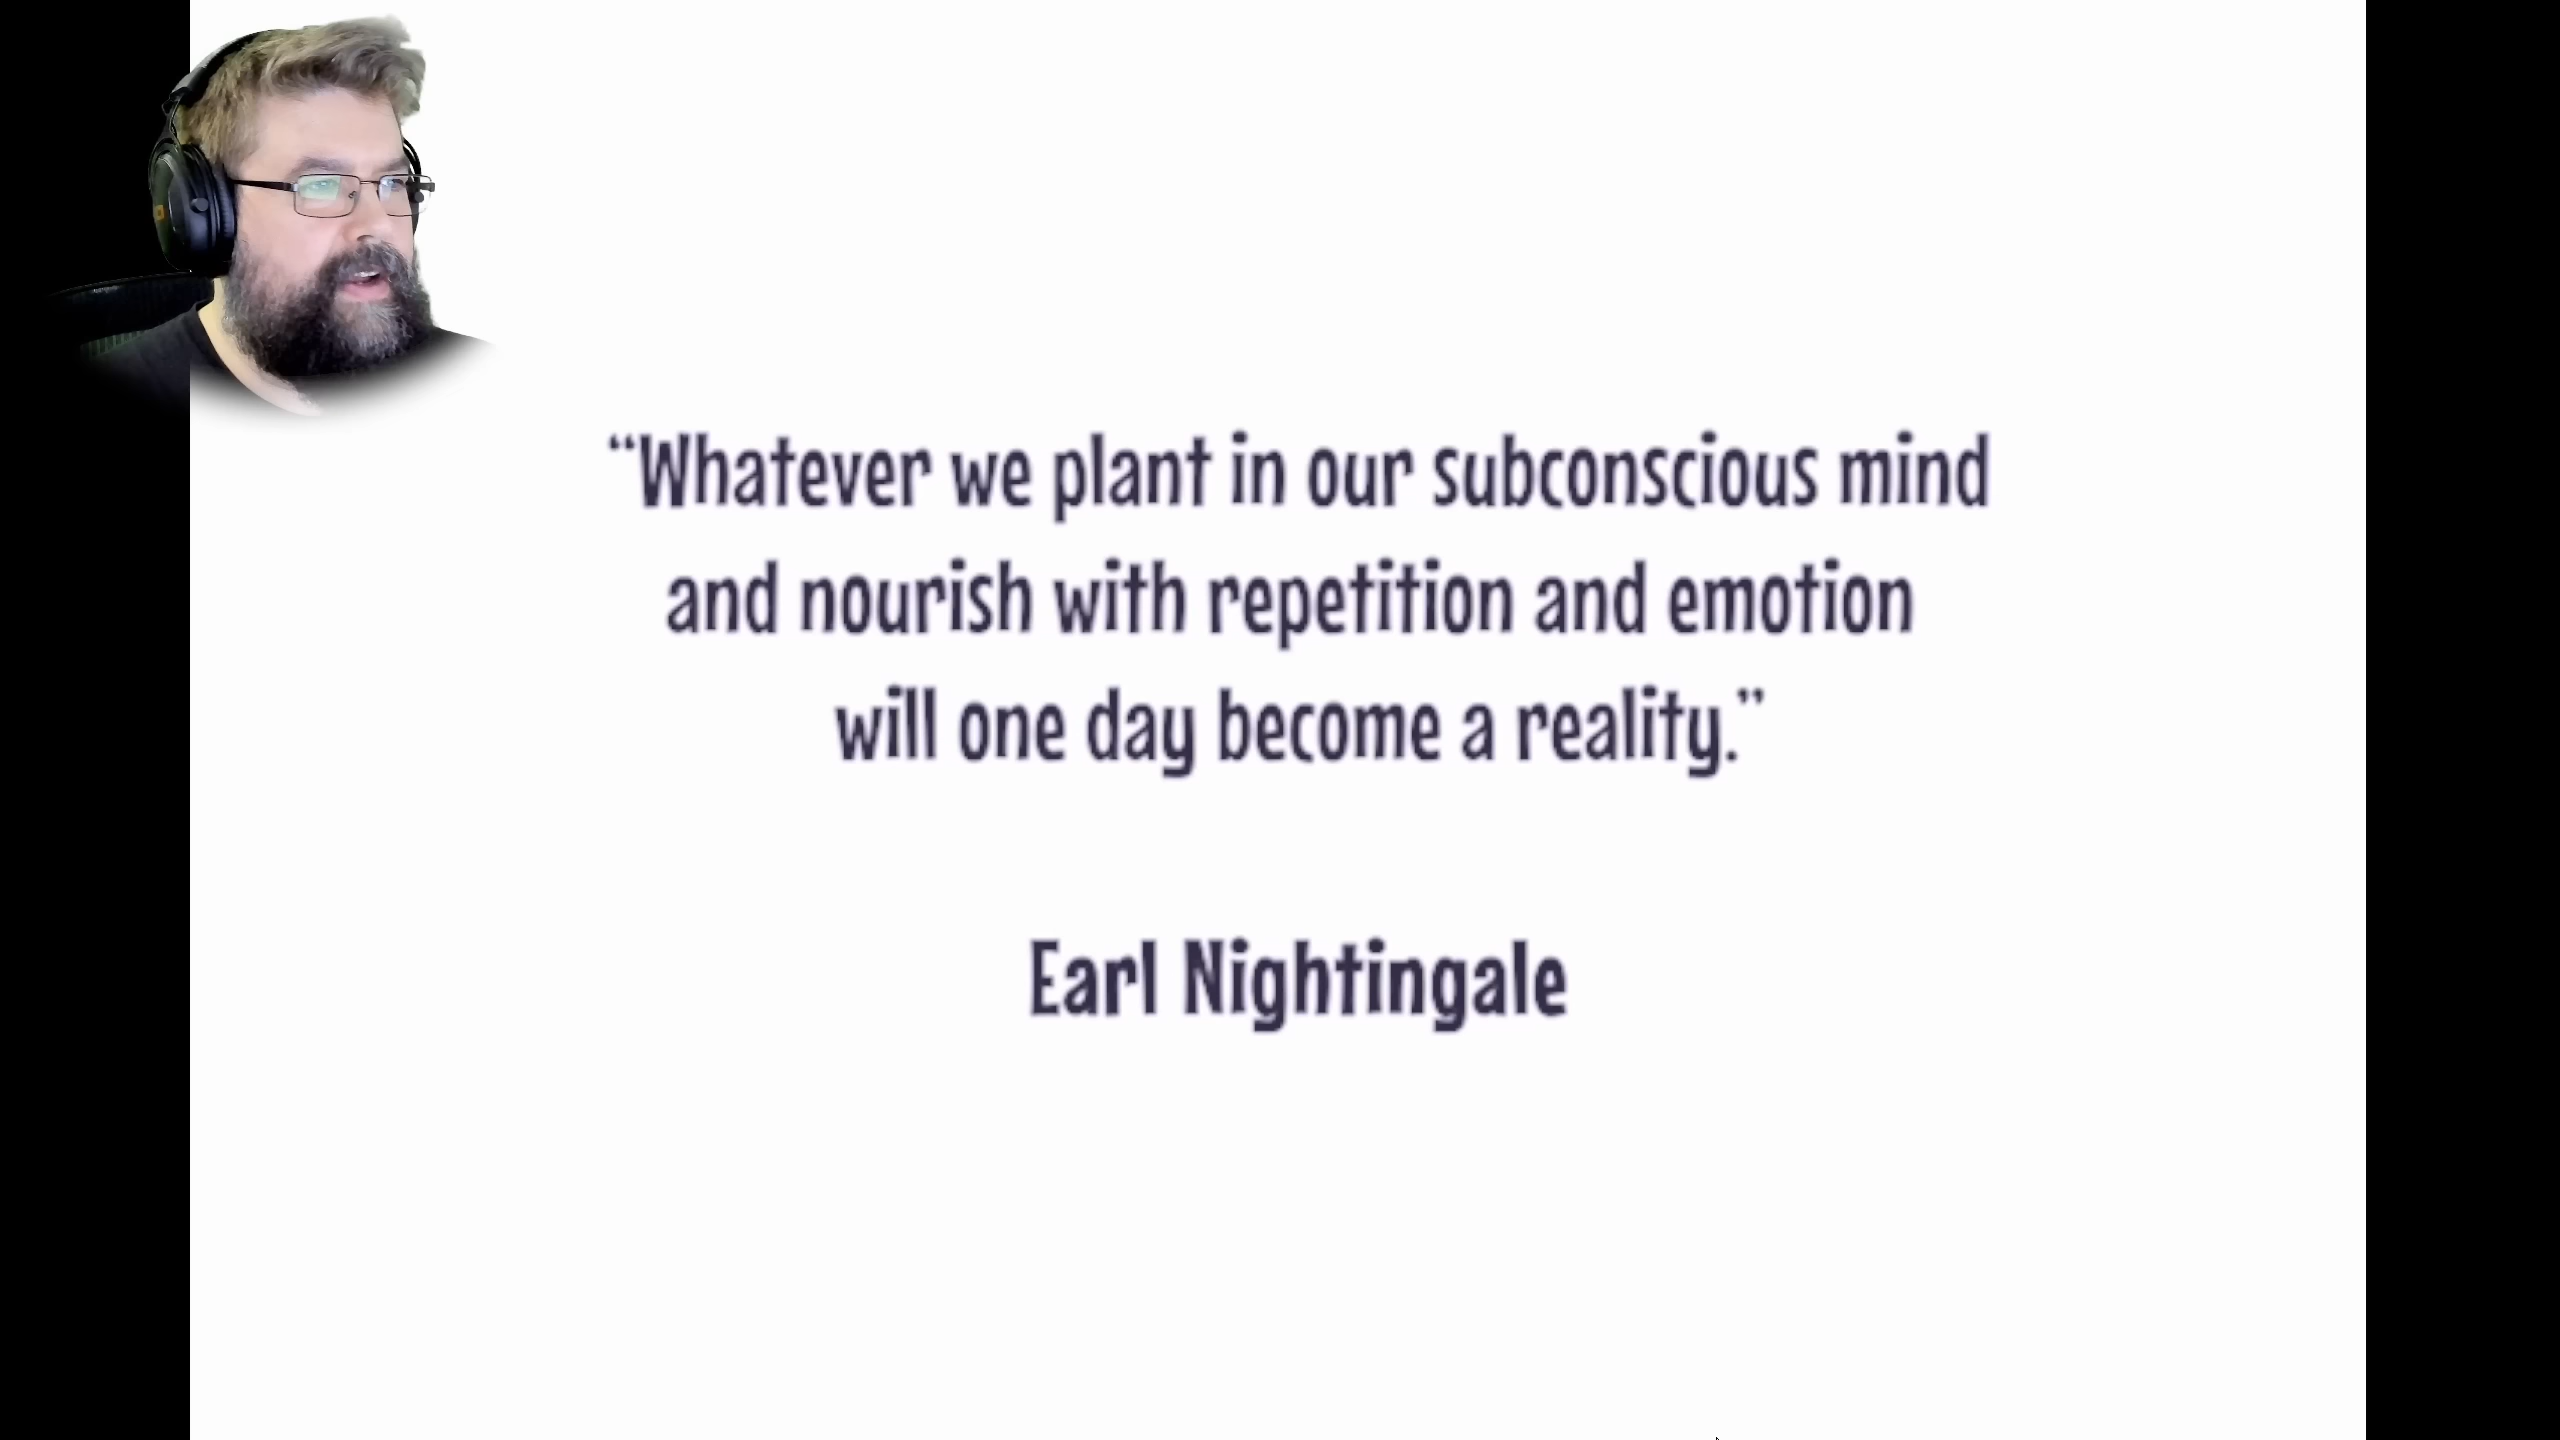 “Whatever we plant in our subconscious mind
and nourish with repetition and emotion
will one day become a reality.”
Earl Nightingale